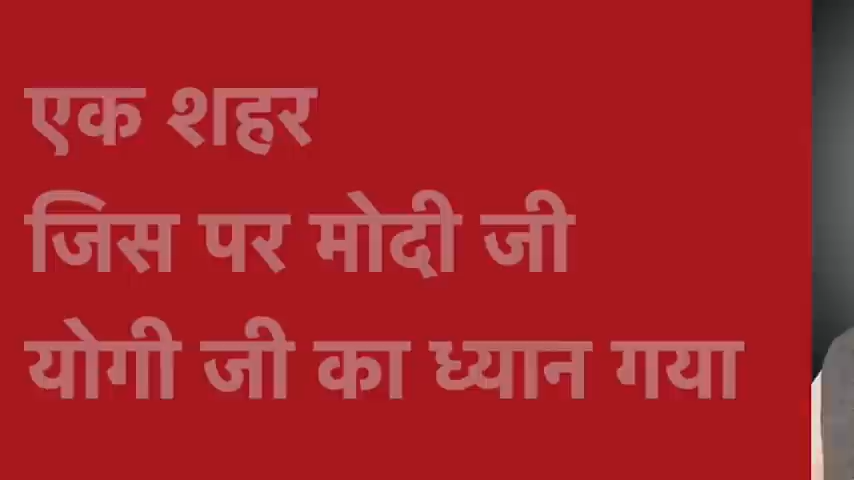 एक शहर
जिस पर मोदी जी
योगी जी का ध्यान गया